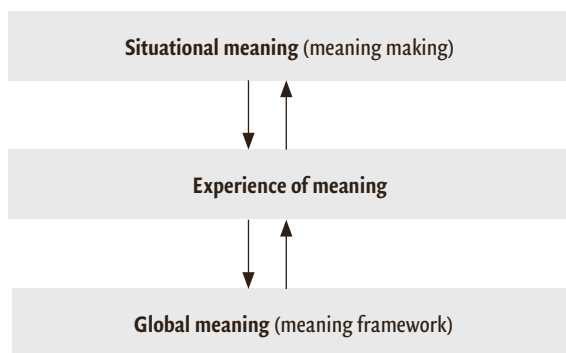 Situational meaning (meaning making)
Experience of meaning
Global meaning (meaning framework)